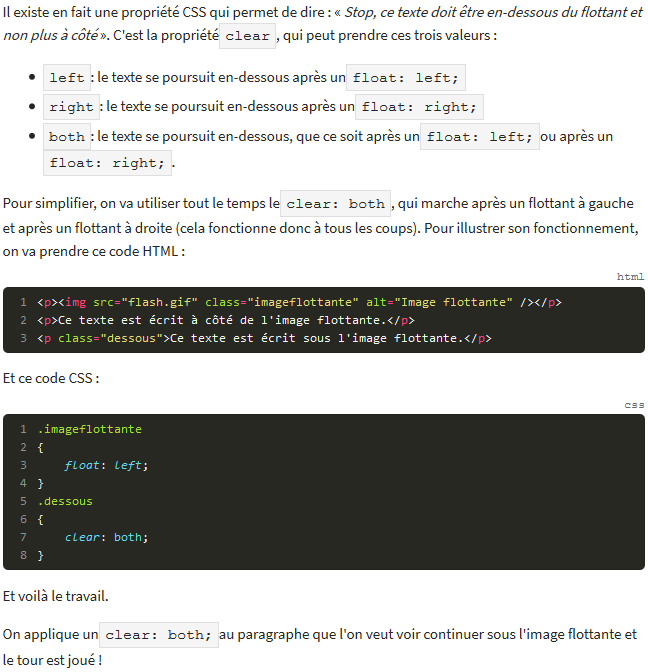 Il existe en fait une propriété CSS qui permet de dire : « Stop, ce texte doit être en-dessous du flottant et
non plus à côté ». C'est la propriété clear , qui peut prendre ces trois valeurs :
left : le texte se poursuit en-dessous après un float: left;
right : le texte se poursuit en-dessous après un float: right;
both : le texte se poursuit en-dessous, que ce soit après un float: left; ou après un
float: right; .
Pour simplifier, on va utiliser tout le temps le clear: both , qui marche après un flottant à gauche
et après un flottant à droite (cela fonctionne donc à tous les coups). Pour illustrer son fonctionnement,
on va prendre ce code HTML :
html
1 <p><img src="flash.gif" class="imageflottante" alt="Image flottante" /></p>
2 <p>Ce texte est écrit à côté de l'image flottante.</p>
3 <p class="dessous">Ce texte est écrit sous l'image flottante.</p>
Et ce code CSS :
css
1 .imageflottante
2 {
3     float: left;
4 }
5 .dessous
6 {
7     clear: both;
8 }
Et voilà le travail.
On applique un clear: both; au paragraphe que l'on veut voir continuer sous l'image flottante et
le tour est joué !